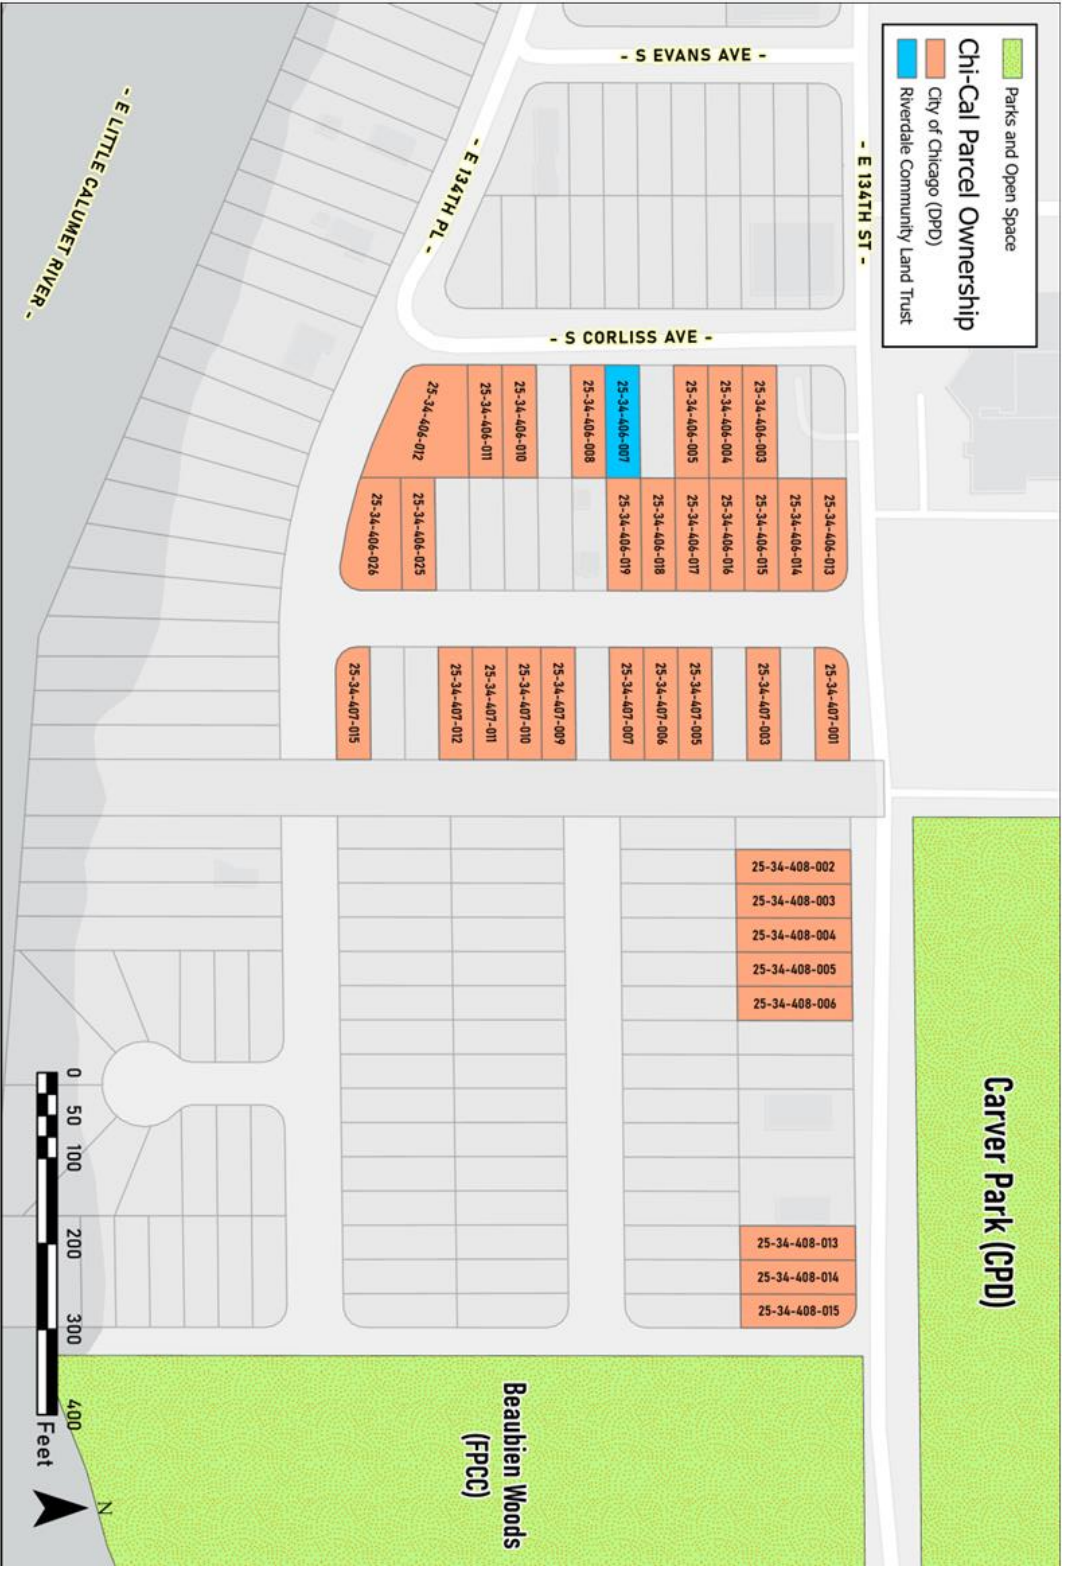 Chi-Cal Parcel Ownership
Parks and Open Space
City of Chicago (DPD)
Riverdale Community Land Trust
- S EVANS AVE -
- E 134TH ST -
- E 134TH PL -
- S CORLISS AVE -
- E LITTLE CALUMET RIVER -
25-34-406-003
25-34-406-004
25-34-406-005
25-34-406-007
25-34-406-008
25-34-406-010
25-34-406-011
25-34-406-012
25-34-406-013
25-34-406-014
25-34-406-015
25-34-406-016
25-34-406-017
25-34-406-018
25-34-406-019
25-34-406-025
25-34-406-026
25-34-407-001
25-34-407-003
25-34-407-005
25-34-407-006
25-34-407-007
25-34-407-009
25-34-407-010
25-34-407-011
25-34-407-012
25-34-407-015
25-34-408-002
25-34-408-003
25-34-408-004
25-34-408-005
25-34-408-006
25-34-408-013
25-34-408-014
25-34-408-015
Carver Park (CPD)
Beaubien Woods
(FPCC)
0 50 100 200 300 400
Feet
N